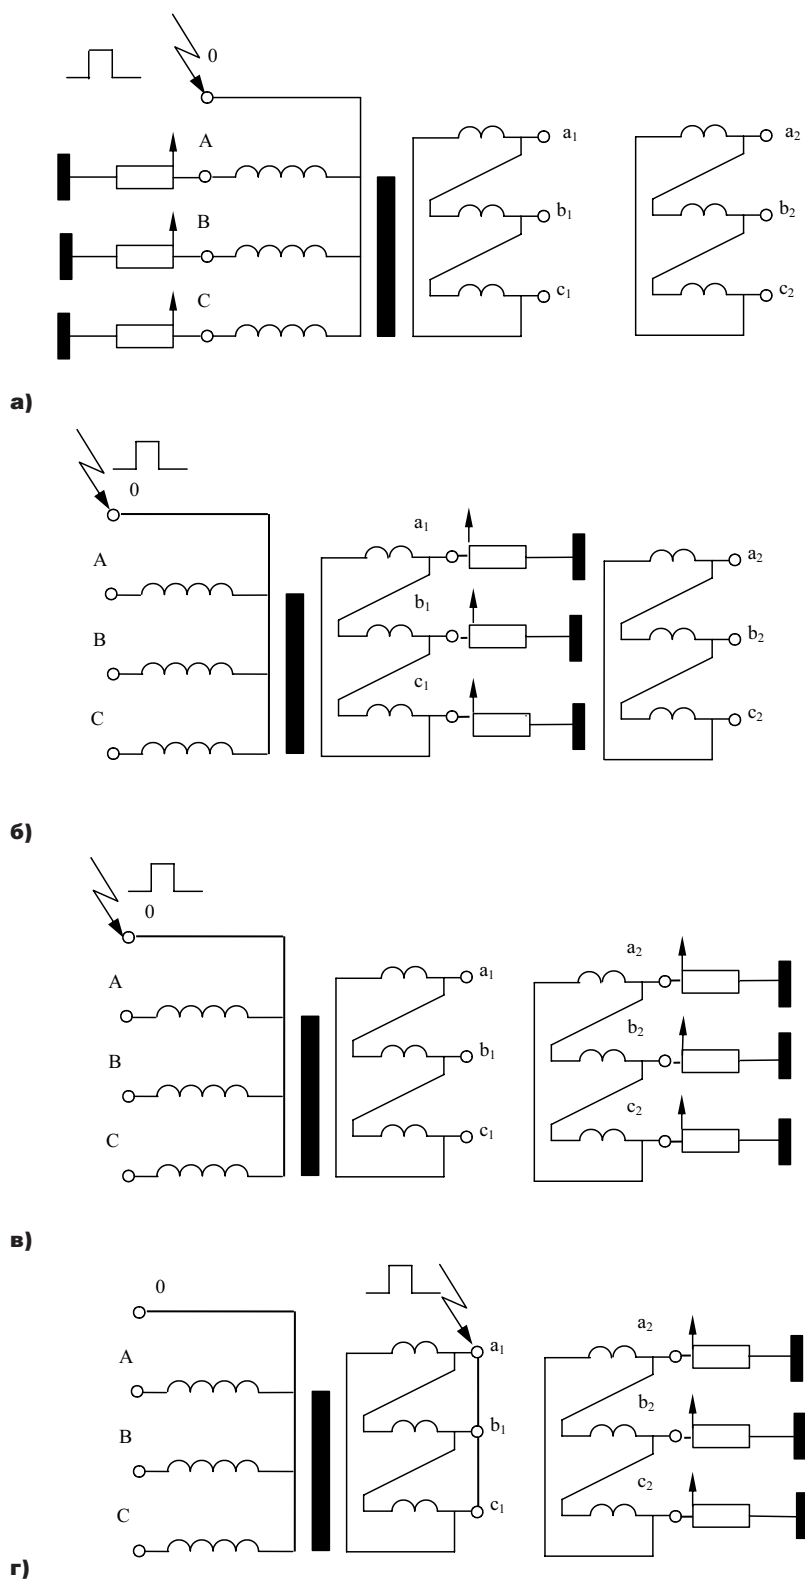 0
A
a₁
a₂
B
b₁
b₂
C
c₁
c₂
а)
0
a₁
A
a₂
b₁
B
b₂
c₁
C
c₂
б)
0
a₂
a₁
A
b₂
b₁
B
c₂
c₁
C
в)
0
a₂
a₁
A
b₂
b₁
B
c₂
c₁
C
г)